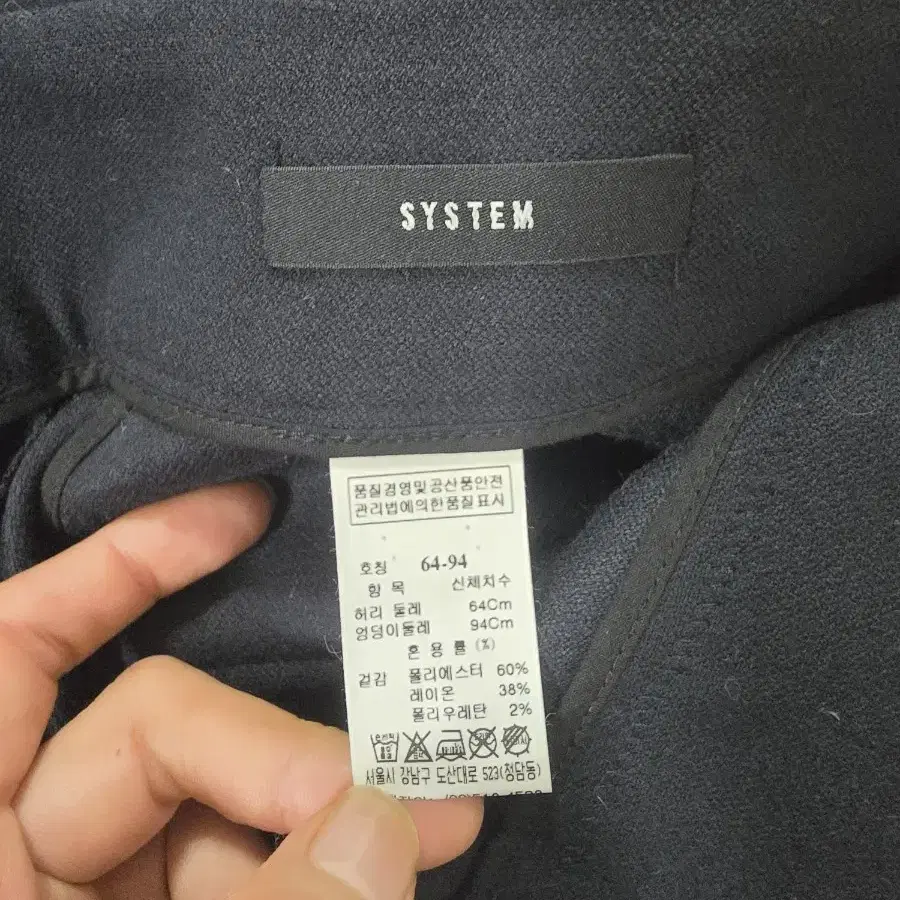 SYSTEM
품질경영및공산품안전
관리법에의한품질표시
호칭 64-94
항 목 신체치수
허리 둘레 64Cm
엉덩이둘레 94Cm
혼 용 률 (%)
겉감 폴리에스터 60%
레이온 38%
폴리우레탄 2%
서울시 강남구 도산대로 523(청담동)